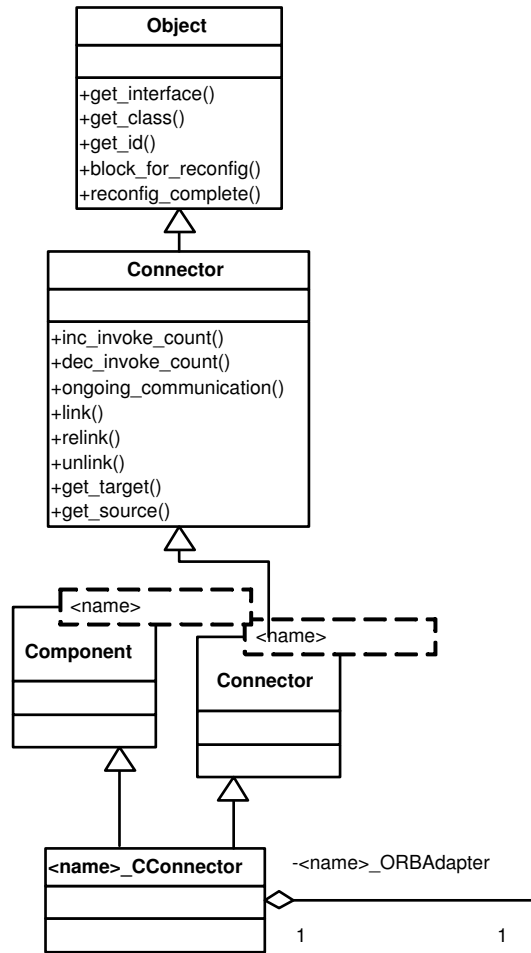 Object
+get_interface()
+get_class()
+get_id()
+block_for_reconfig()
+reconfig_complete()
Connector
+inc_invoke_count()
+dec_invoke_count()
+ongoing_communication()
+link()
+relink()
+unlink()
+get_target()
+get_source()
<name>
Component
<name>
Connector
<name>_CConnector
-<name>_ORBAdapter
1
1